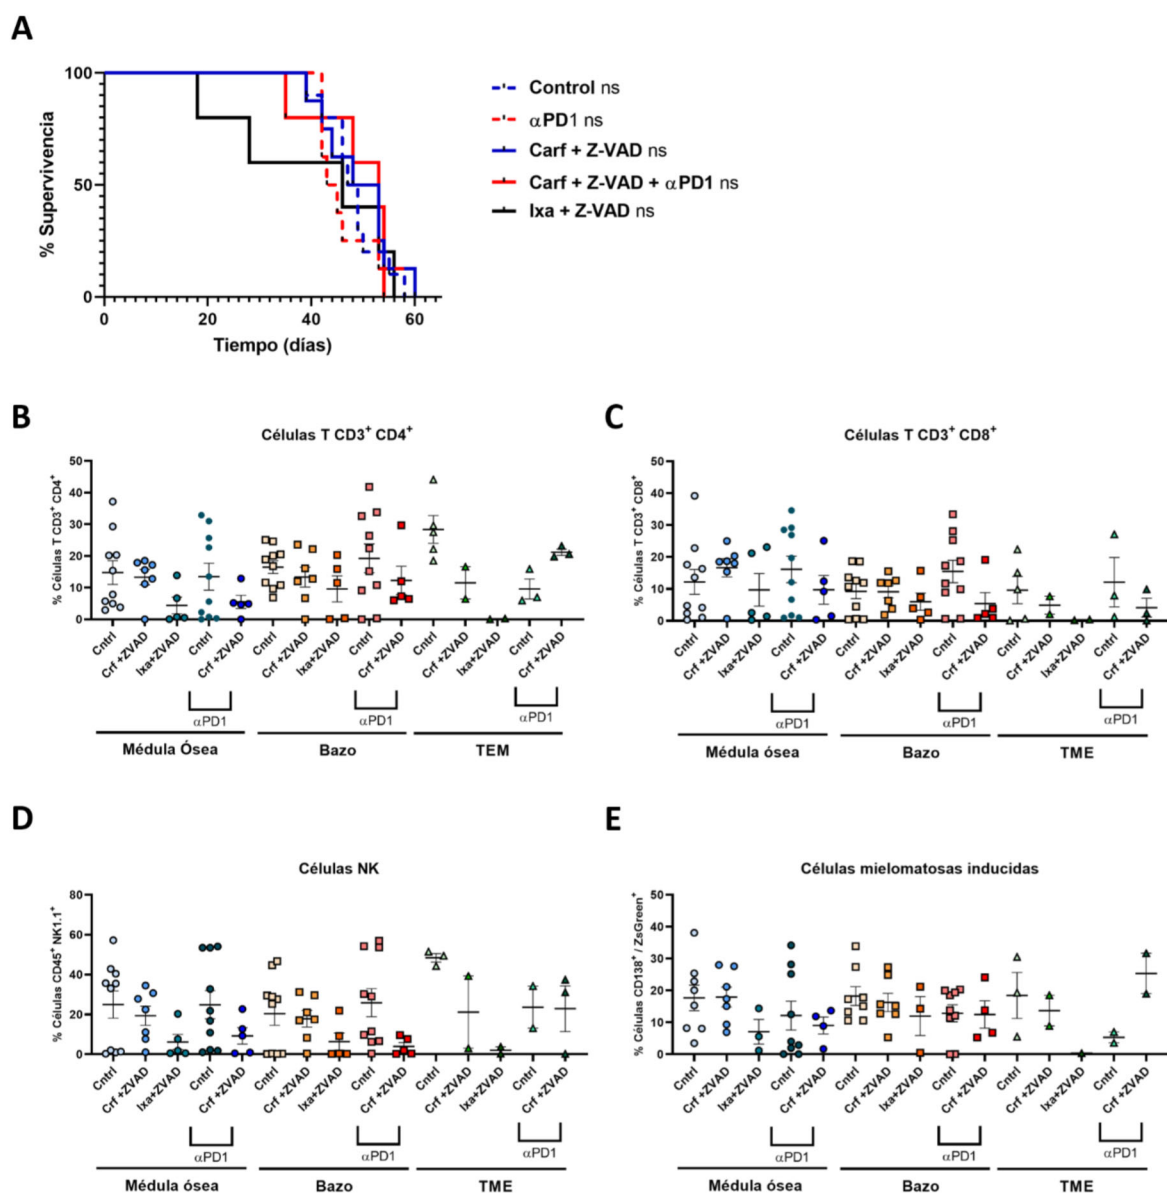 A
100
50
0
% Supervivencia
0 20 40 60
Tiempo (días)
Control ns
αPD1 ns
Carf + Z-VAD ns
Carf + Z-VAD + αPD1 ns
Ixa + Z-VAD ns
B
Células T CD3+ CD4+
% Células T CD3+ CD4+
50
40
30
20
10
0
Cntrl Crf +ZVAD Ixa+ZVAD Cntrl Crf +ZVAD Cntrl Crf +ZVAD Ixa+ZVAD Cntrl Crf +ZVAD Cntrl Crf +ZVAD Ixa+ZVAD Cntrl Crf +ZVAD
αPD1 αPD1 αPD1
Médula Ósea Bazo TEM
C
Células T CD3+ CD8+
% Células T CD3+ CD8+
50
40
30
20
10
0
Cntrl Crf +ZVAD Ixa+ZVAD Cntrl Crf +ZVAD Cntrl Crf +ZVAD Ixa+ZVAD Cntrl Crf +ZVAD Cntrl Crf +ZVAD Ixa+ZVAD Cntrl Crf +ZVAD
αPD1 αPD1 αPD1
Médula ósea Bazo TME
D
Células NK
% Células CD45+ NK1.1+
80
60
40
20
0
Cntrl Crf +ZVAD Ixa+ZVAD Cntrl Crf +ZVAD Cntrl Crf +ZVAD Ixa+ZVAD Cntrl Crf +ZVAD Cntrl Crf +ZVAD Ixa+ZVAD Cntrl Crf +ZVAD
αPD1 αPD1 αPD1
Médula ósea Bazo TME
E
Células mielomatosas inducidas
% Células CD138+ / ZsGreen+
50
40
30
20
10
0
Cntrl Crf +ZVAD Ixa+ZVAD Cntrl Crf +ZVAD Cntrl Crf +ZVAD Ixa+ZVAD Cntrl Crf +ZVAD Cntrl Crf +ZVAD Ixa+ZVAD Cntrl Crf +ZVAD
αPD1 αPD1 αPD1
Médula ósea Bazo TME